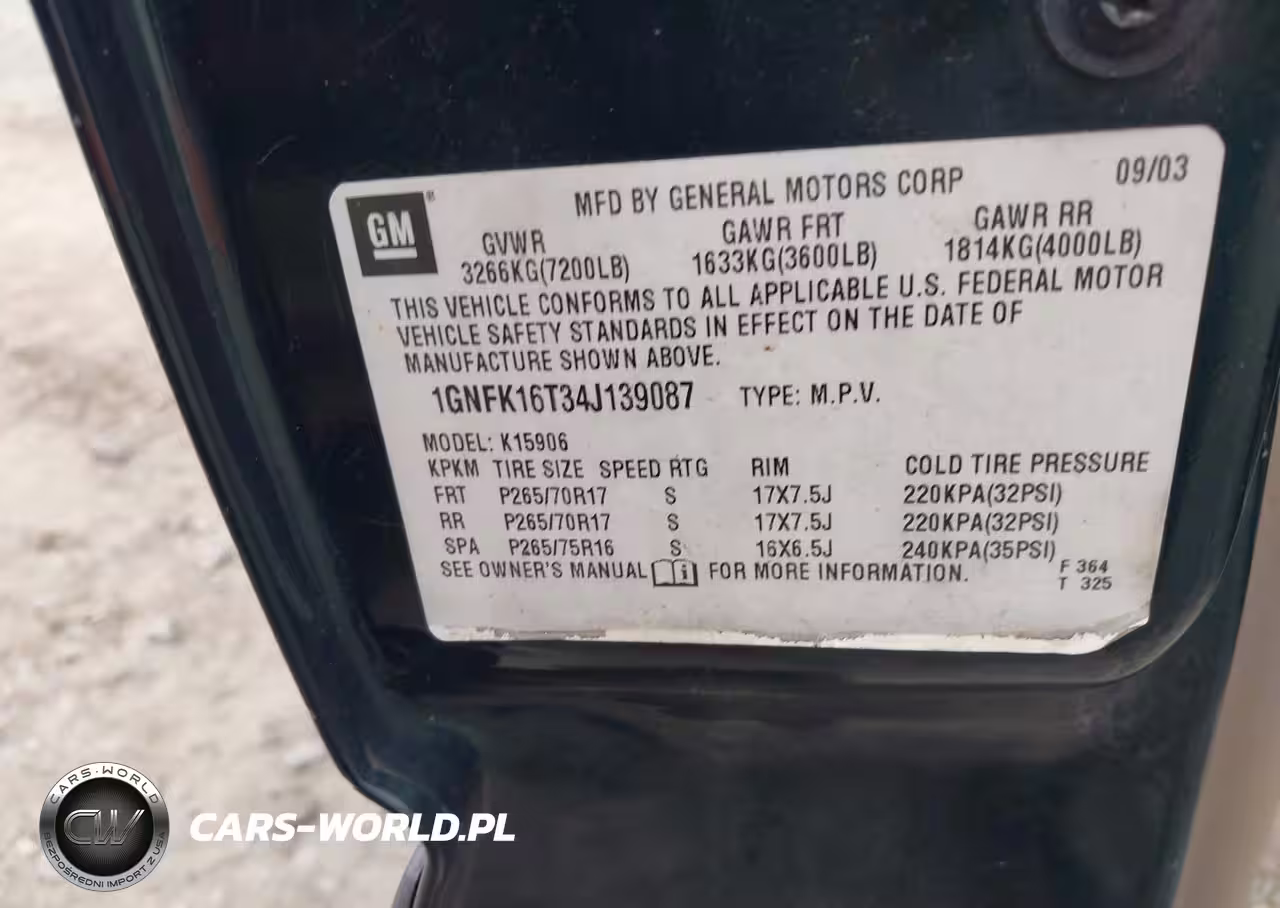 GM ® MFD BY GENERAL MOTORS CORP 09/03
GVWR GAWR FRT GAWR RR
3266KG(7200LB) 1633KG(3600LB) 1814KG(4000LB)
THIS VEHICLE CONFORMS TO ALL APPLICABLE U.S. FEDERAL MOTOR
VEHICLE SAFETY STANDARDS IN EFFECT ON THE DATE OF
MANUFACTURE SHOWN ABOVE.
1GNFK16T34J139087 TYPE: M.P.V.
MODEL: K15906
KPKM TIRE SIZE SPEED RTG RIM COLD TIRE PRESSURE
FRT P265/70R17 S 17X7.5J 220KPA(32PSI)
RR P265/70R17 S 17X7.5J 220KPA(32PSI)
SPA P265/75R16 S 16X6.5J 240KPA(35PSI)
SEE OWNER'S MANUAL i FOR MORE INFORMATION.
F 364
T 325
CARS-WORLD
CW
BEZPOŚREDNI IMPORT Z USA
CARS-WORLD.PL